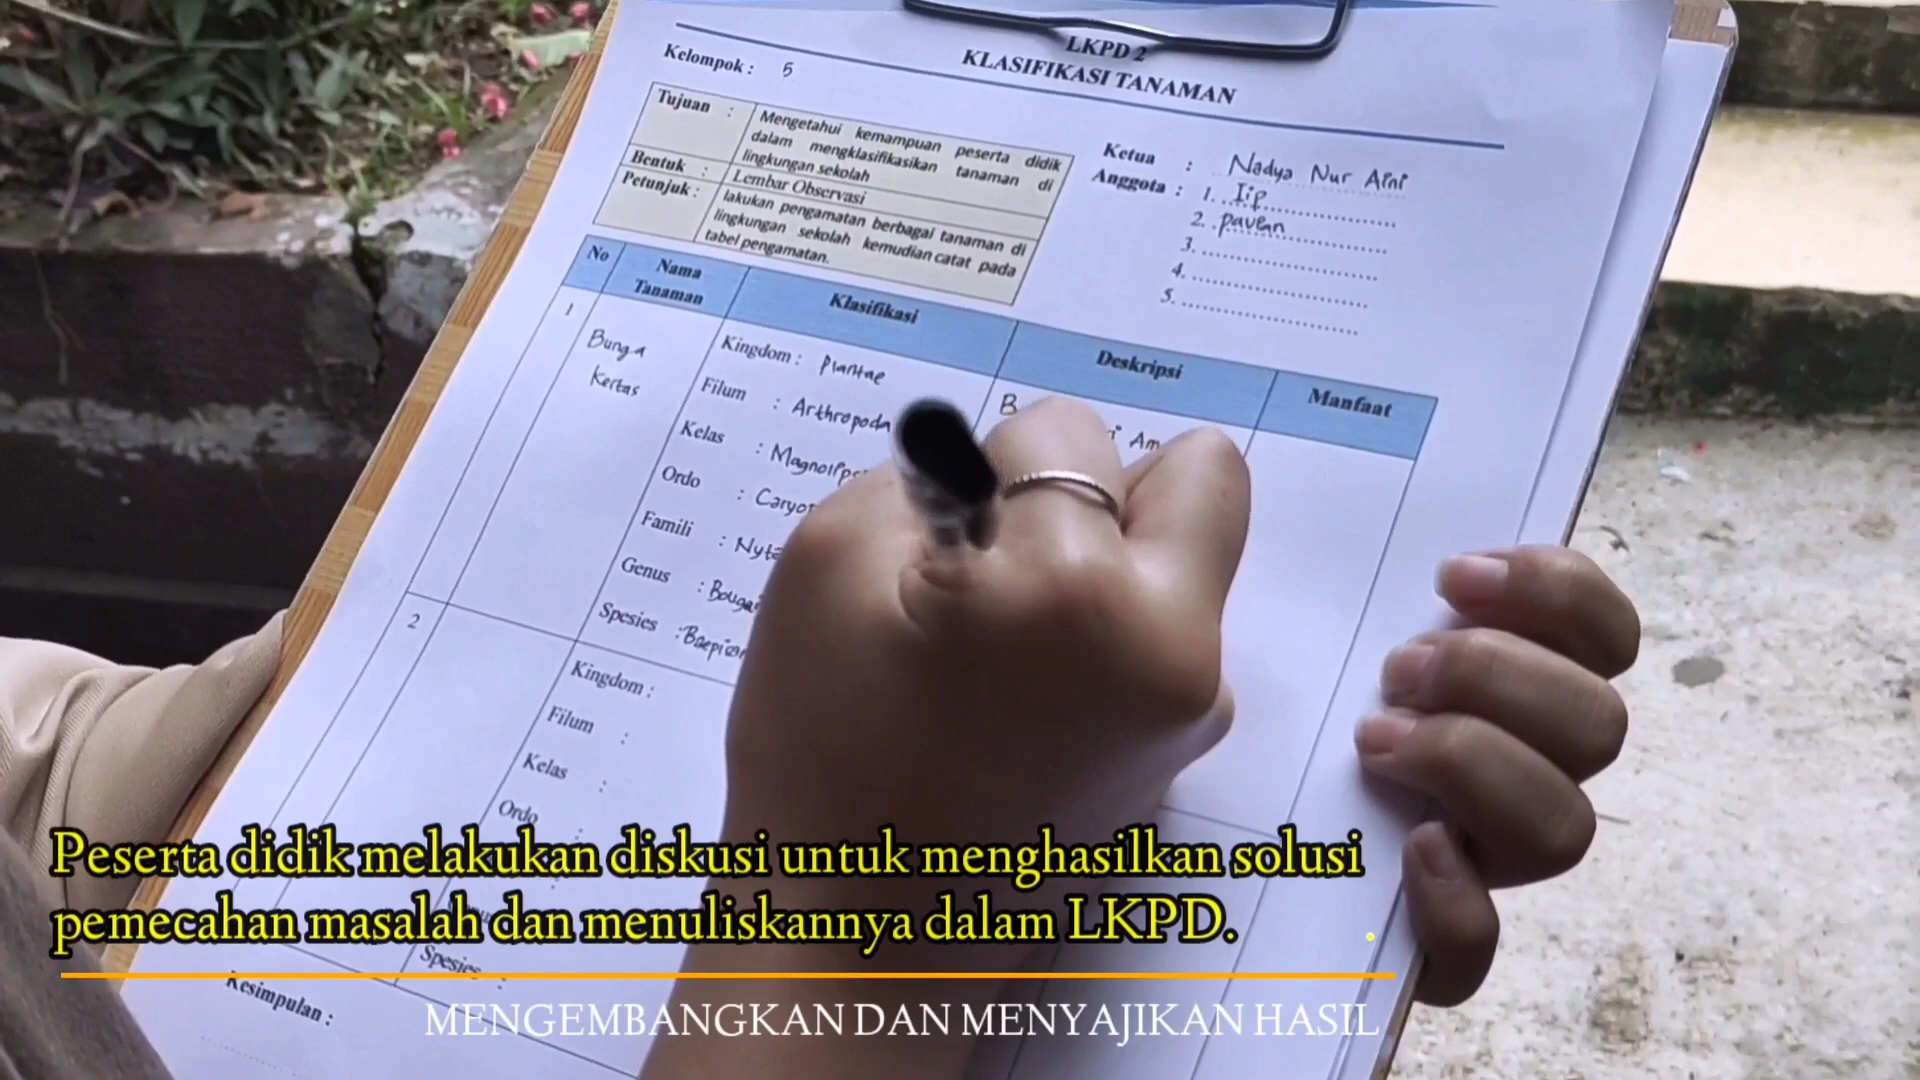 LKPD 2
KLASIFIKASI TANAMAN
Kelompok : 5
Tujuan :
Mengetahui kemampuan peserta didik
dalam mengklasifikasikan tanaman di
lingkungan sekolah
Bentuk :
Lembar Observasi
Petunjuk :
lakukan pengamatan berbagai tanaman di
lingkungan sekolah kemudian catat pada
tabel pengamatan.
Ketua : Nadya Nur Aini
Anggota : 1. Iip
2. pavean
3.
4.
5.
No
Nama
Tanaman
Klasifikasi
Deskripsi
Manfaat
1
Bunga
Kertas
Kingdom : Plantae
Filum : Arthropoda
Kelas :
Ordo :
Famili :
Genus :
Spesies :
B
Am
2
Kingdom :
Filum :
Kelas :
Ordo :
Spesies :
Kesimpulan :
Peserta didik melakukan diskusi untuk menghasilkan solusi
pemecahan masalah dan menuliskannya dalam LKPD. .
MENGEMBANGKAN DAN MENYAJIKAN HASIL